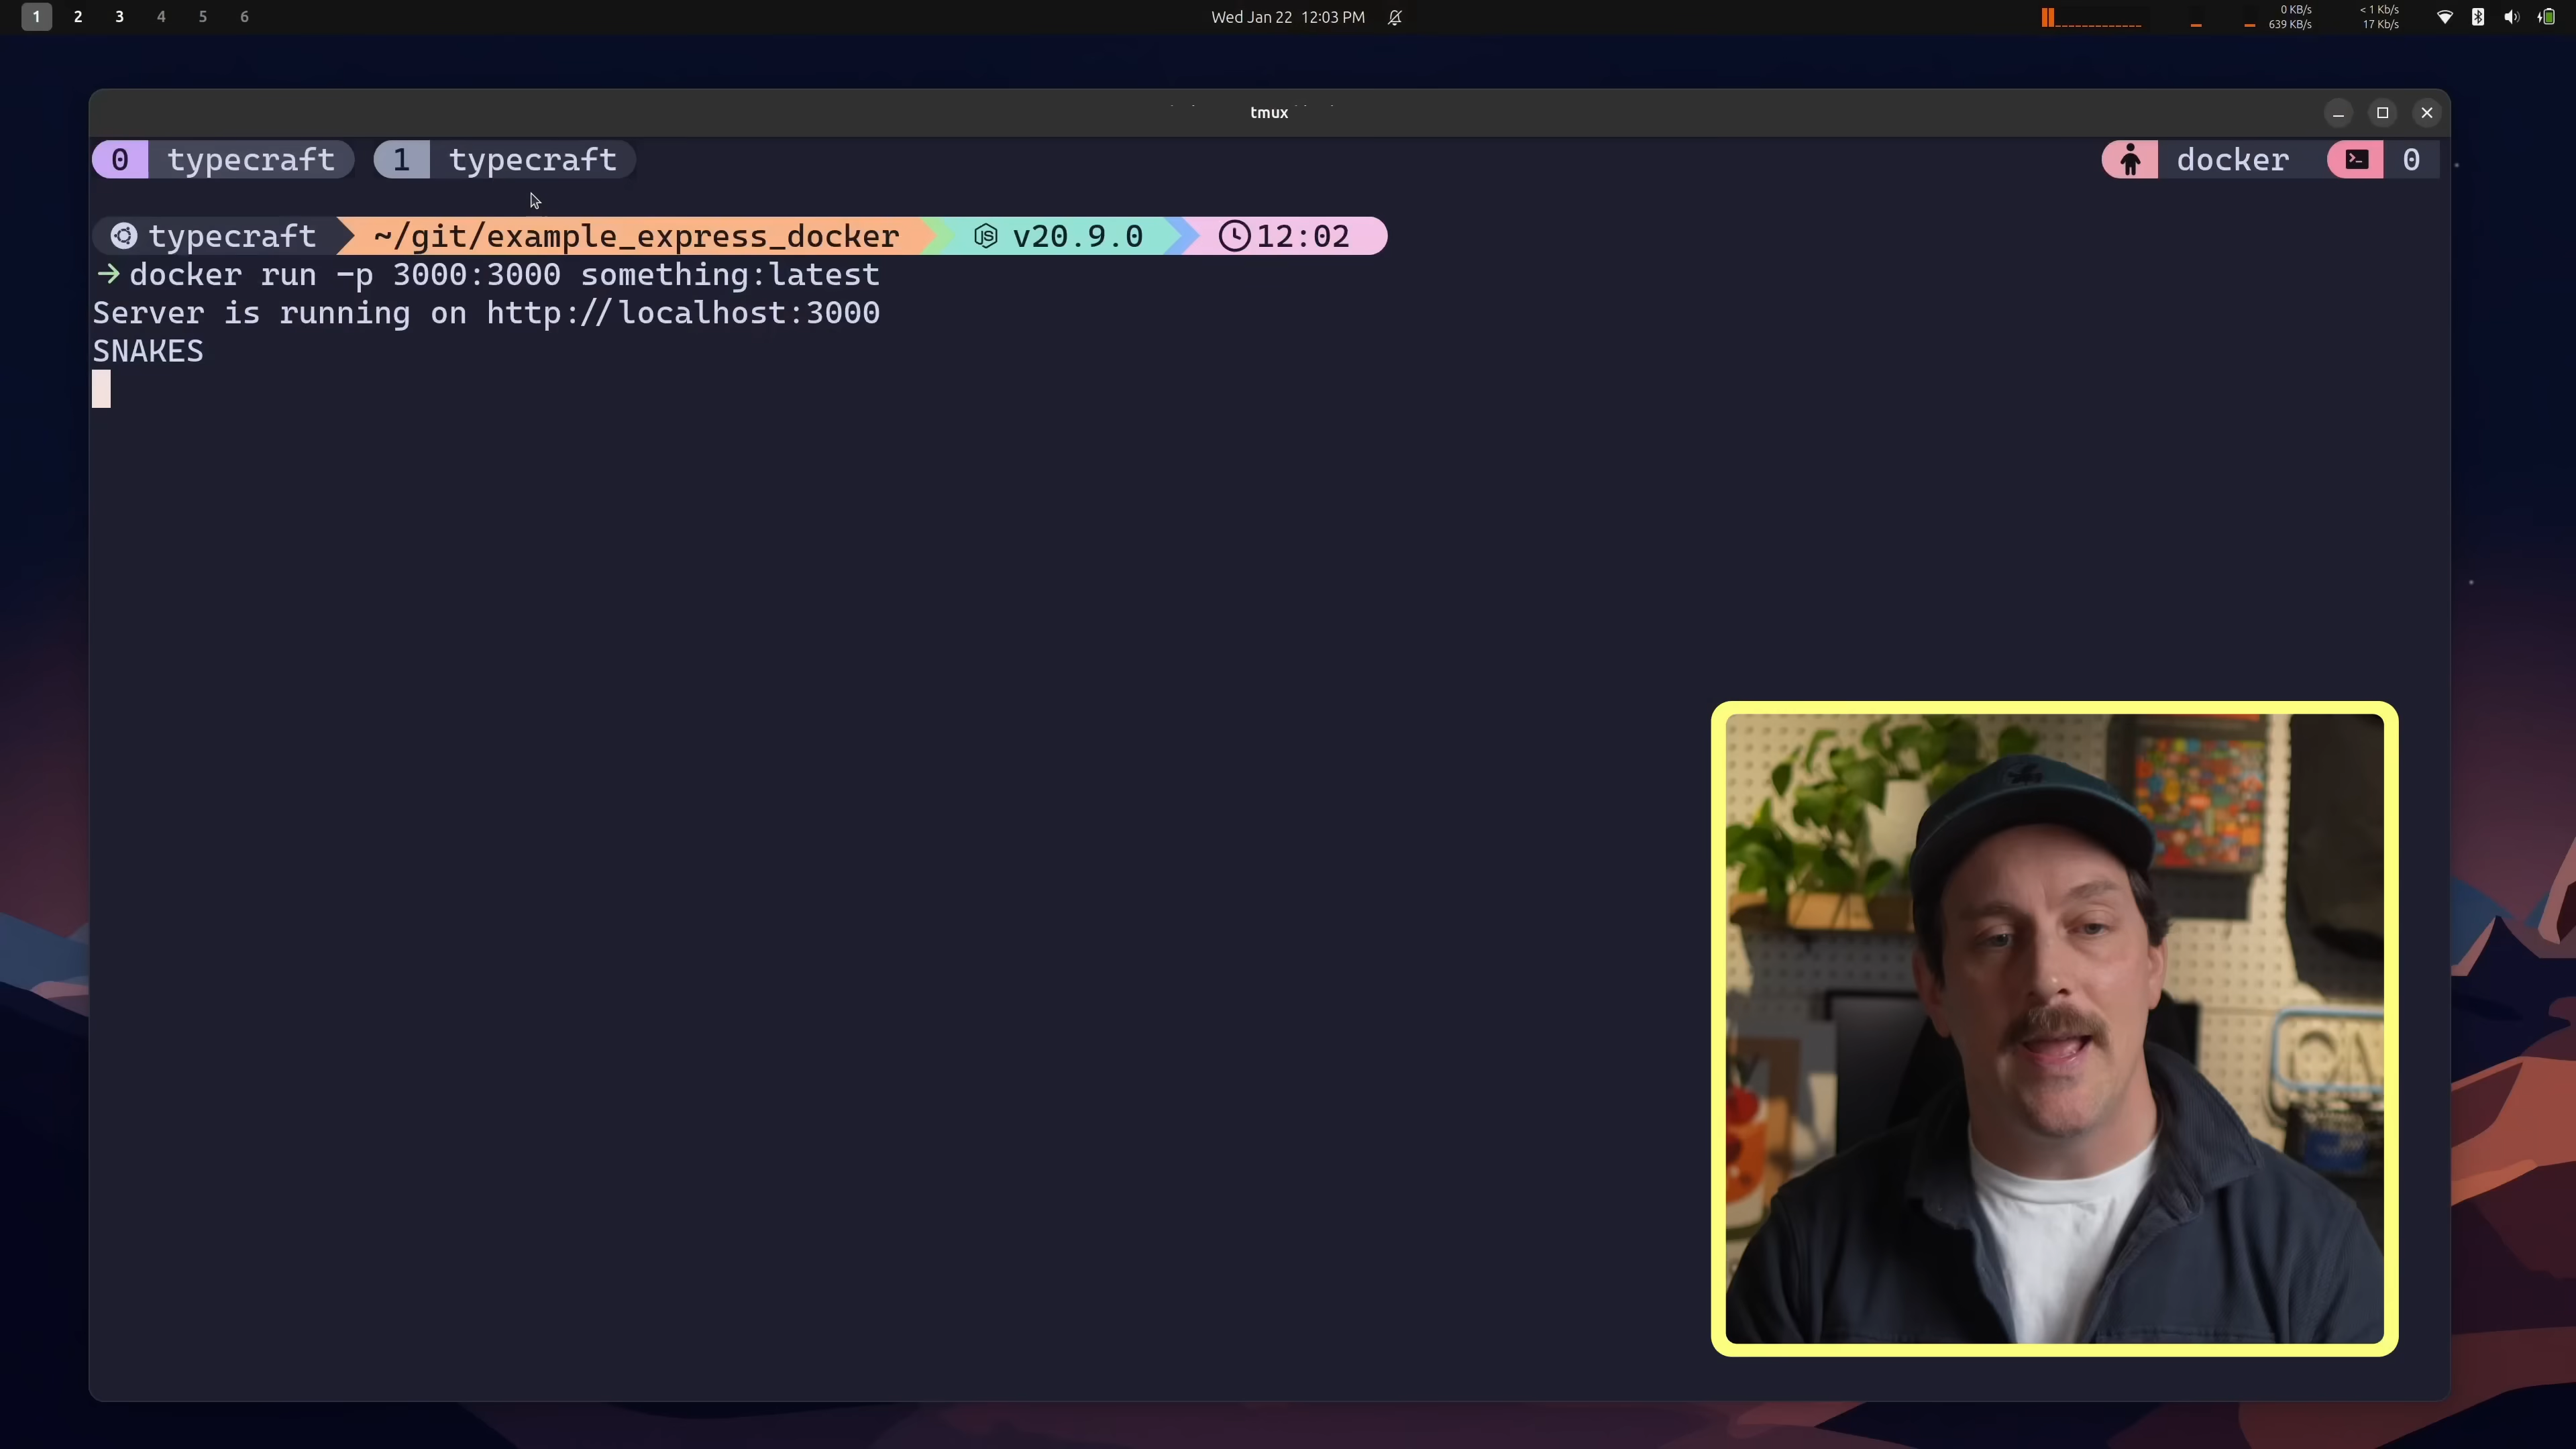 1 2 3 4 5 6
Wed Jan 22 12:03 PM
0 KB/s < 1 Kb/s
639 KB/s 17 Kb/s
tmux
0 typecraft 1 typecraft docker 0
typecraft ~/git/example_express_docker v20.9.0 12:02
→ docker run -p 3000:3000 something:latest
Server is running on http://localhost:3000
SNAKES